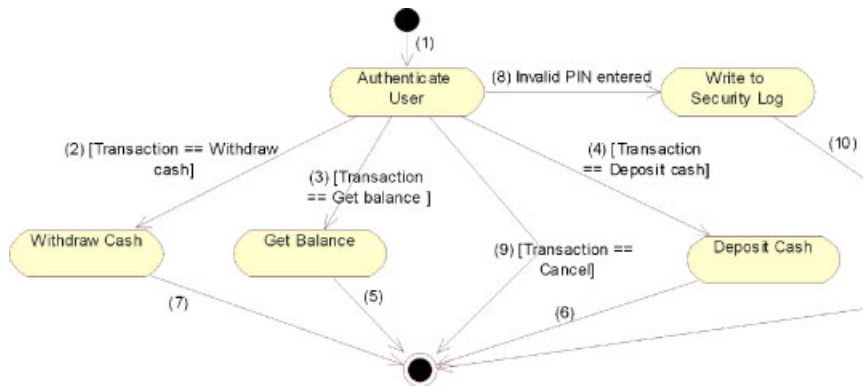 (1)
Authenticate
User
(8) Invalid PIN entered
Write to
Security Log
(2) [Transaction == Withdraw
cash]
(3) [Transaction
== Get balance ]
(4) [Transaction
== Deposit cash]
(10)
Withdraw Cash
Get Balance
(9) [Transaction ==
Cancel]
Deposit Cash
(7)
(5)
(6)